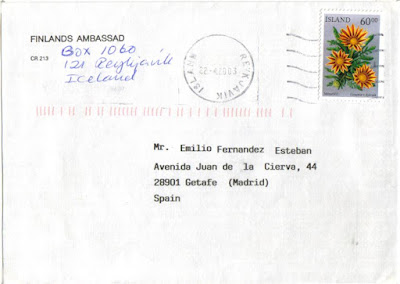 FINLANDS AMBASSAD
CR 213
Box 1060
121 Reykjavik
Iceland
REYKJAVIK
ÍSLAND
ÍSLAND 60.00
Mr. Emilio Fernandez Esteban
Avenida Juan de la Cierva, 44
28901 Getafe (Madrid)
Spain